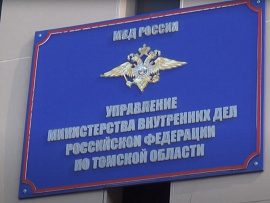 МВД РОССИИ
УПРАВЛЕНИЕ
МИНИСТЕРСТВА ВНУТРЕННИХ ДЕЛ
РОССИЙСКОЙ ФЕДЕРАЦИИ
ПО ТОМСКОЙ ОБЛАСТИ